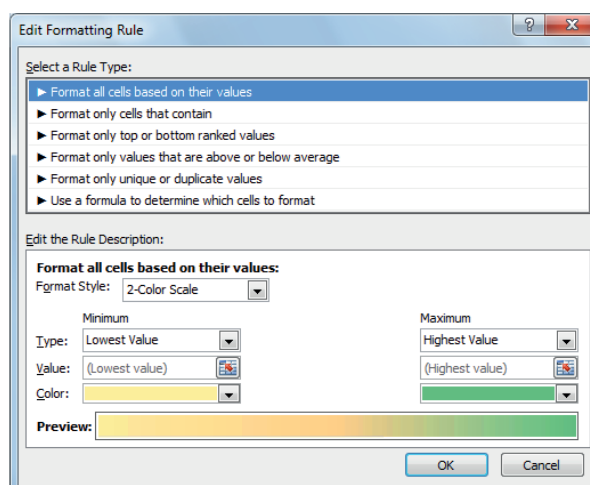 Edit Formatting Rule
?
Select a Rule Type:
► Format all cells based on their values
► Format only cells that contain
► Format only top or bottom ranked values
► Format only values that are above or below average
► Format only unique or duplicate values
► Use a formula to determine which cells to format
Edit the Rule Description:
Format all cells based on their values:
Format Style: 2-Color Scale
Minimum Maximum
Type: Lowest Value Highest Value
Value: (Lowest value) (Highest value)
Color:
Preview:
OK Cancel